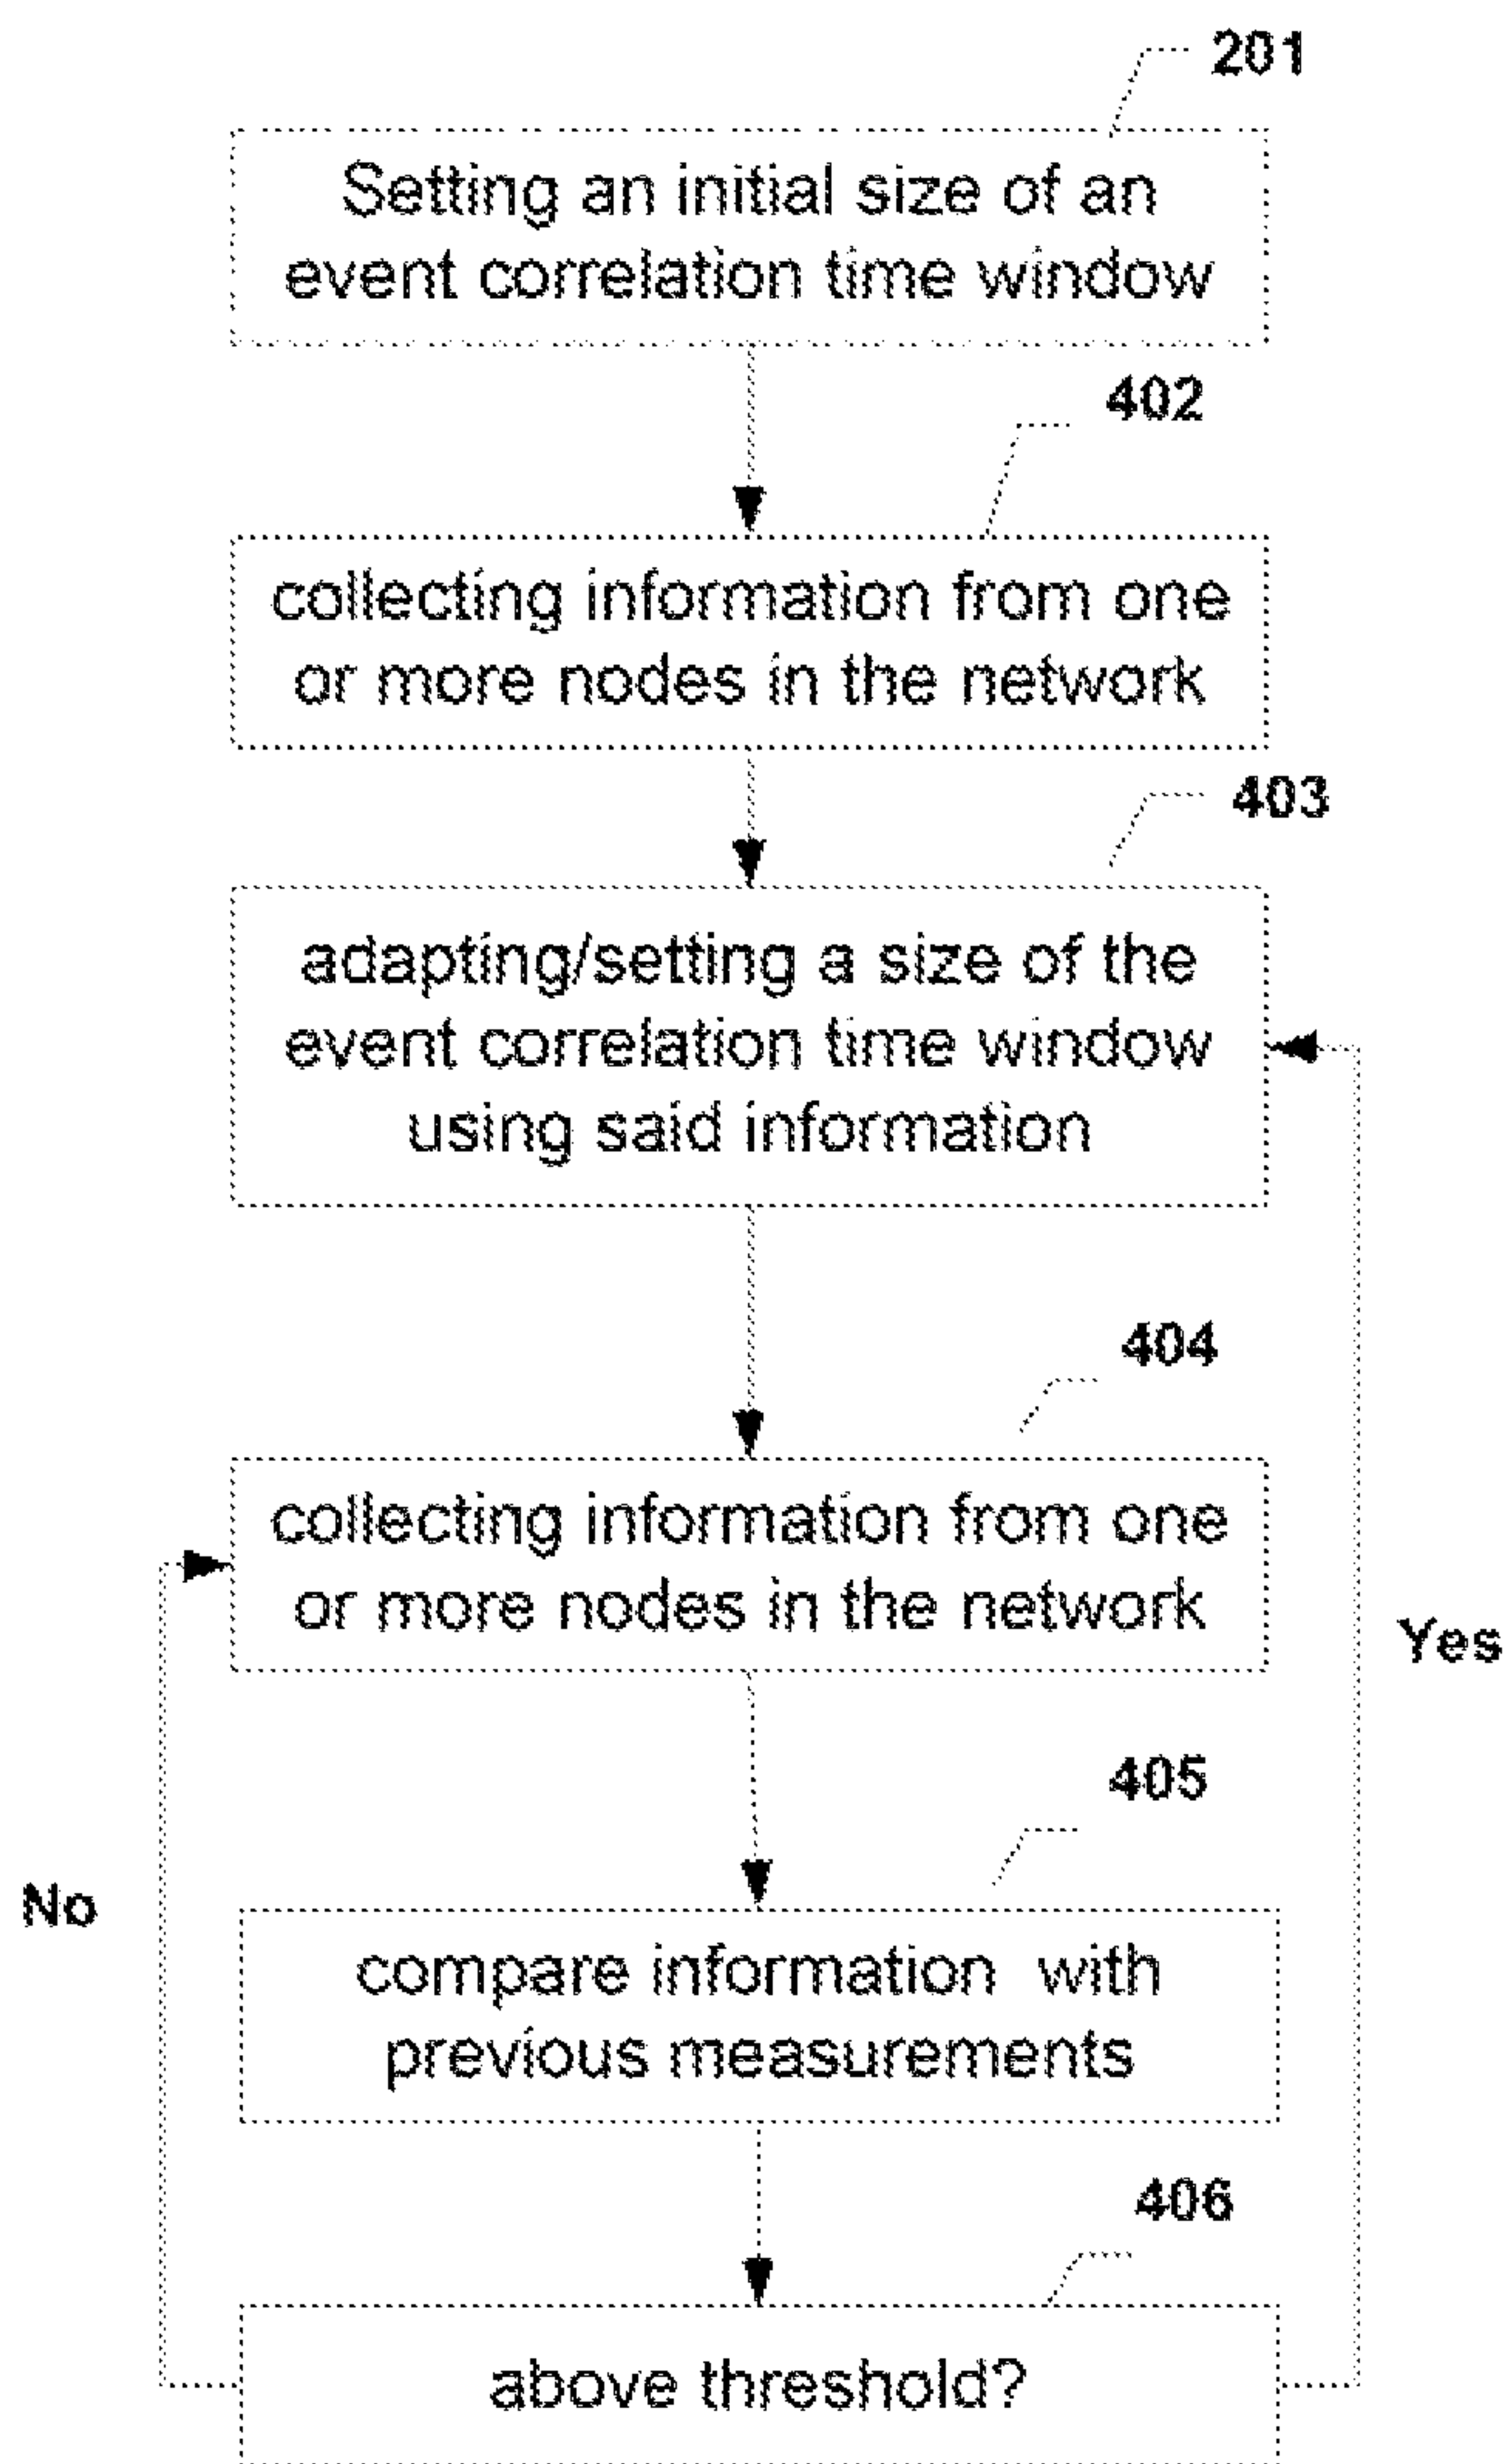 201
Setting an initial size of an
event correlation time window
402
collecting information from one
or more nodes in the network
403
adapting/setting a size of the
event correlation time window
using said information
404
collecting information from one
or more nodes in the network
Yes
405
No
compare information with
previous measurements
406
above threshold?